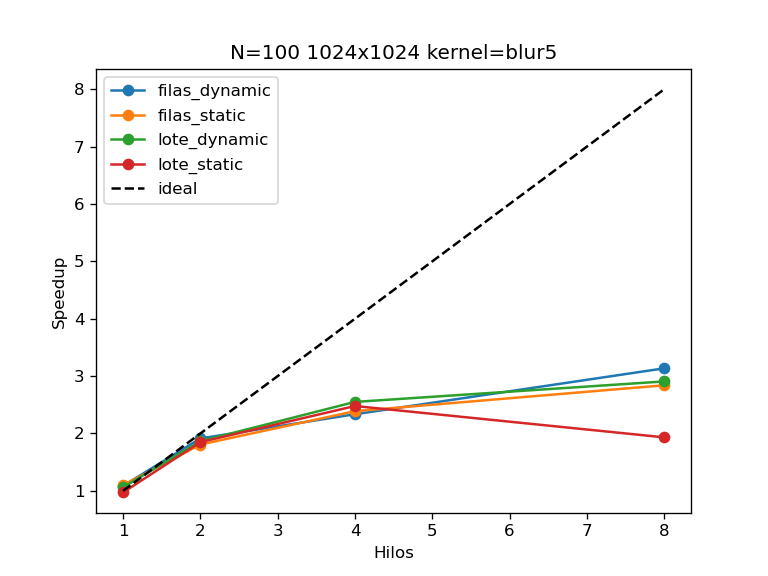 N=100 1024x1024 kernel=blur5
filas_dynamic
filas_static
lote_dynamic
lote_static
ideal
8
7
6
5
4
3
2
1
Speedup
1 2 3 4 5 6 7 8
Hilos